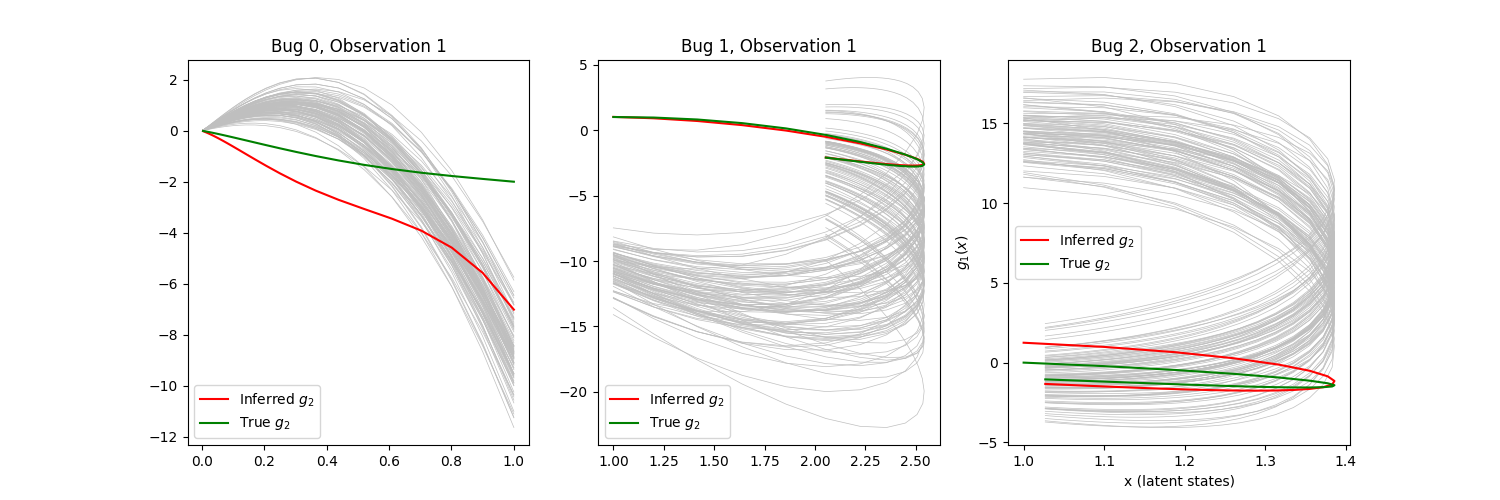 Bug 0, Observation 1
2
0
−2
−4
−6
−8
−10
−12
Inferred g₂
True g₂
0.0 0.2 0.4 0.6 0.8 1.0
Bug 1, Observation 1
5
0
−5
−10
−15
−20
Inferred g₂
True g₂
1.00 1.25 1.50 1.75 2.00 2.25 2.50
Bug 2, Observation 1
g₁(x)
15
10
5
0
−5
Inferred g₂
True g₂
1.0 1.1 1.2 1.3 1.4
x (latent states)